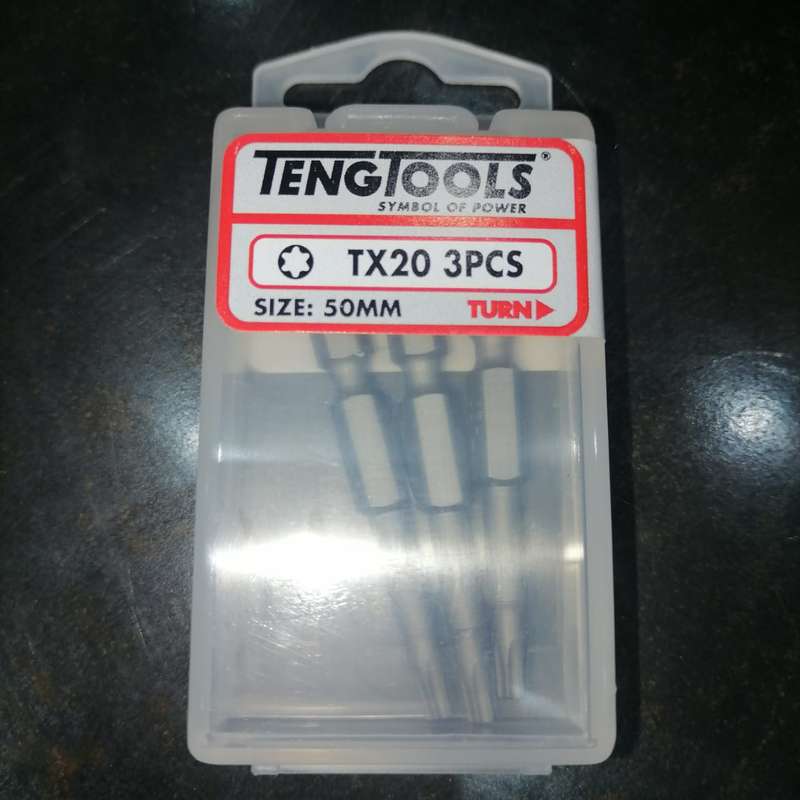 TENGTOOLS®
SYMBOL OF POWER
TX20 3PCS
SIZE: 50MM TURN